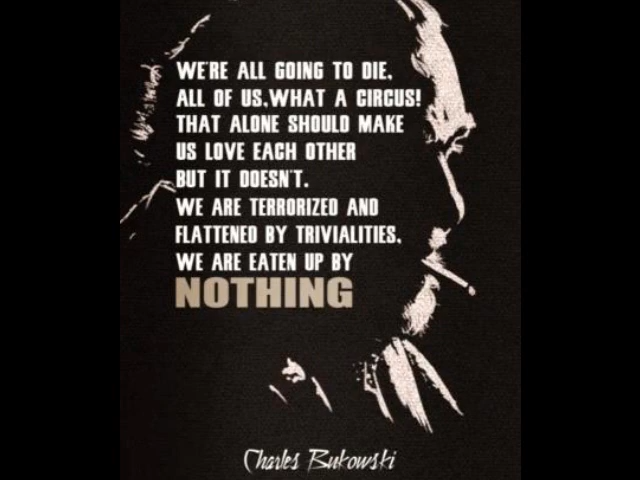 WE'RE ALL GOING TO DIE,
ALL OF US,WHAT A CIRCUS!
THAT ALONE SHOULD MAKE
US LOVE EACH OTHER
BUT IT DOESN'T.
WE ARE TERRORIZED AND
FLATTENED BY TRIVIALITIES,
WE ARE EATEN UP BY
NOTHING
Charles Bukowski